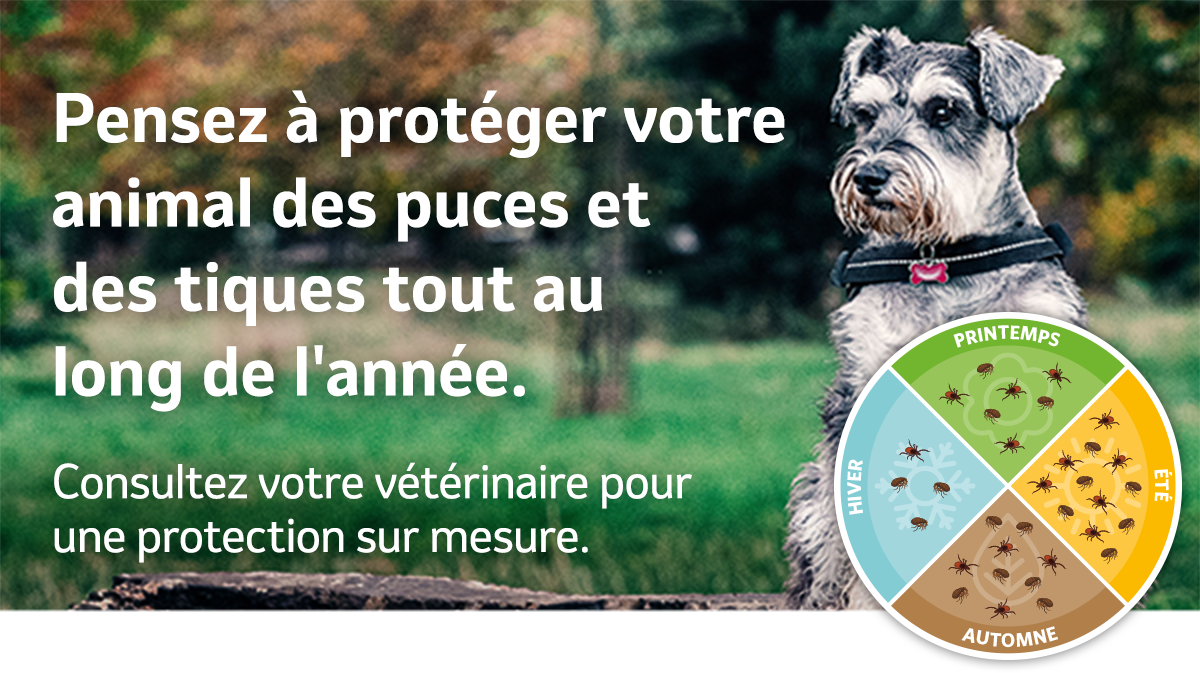 Pensez à protéger votre
animal des puces et
des tiques tout au
long de l'année.
Consultez votre vétérinaire pour
une protection sur mesure.
PRINTEMPS
HIVER
ÉTÉ
AUTOMNE